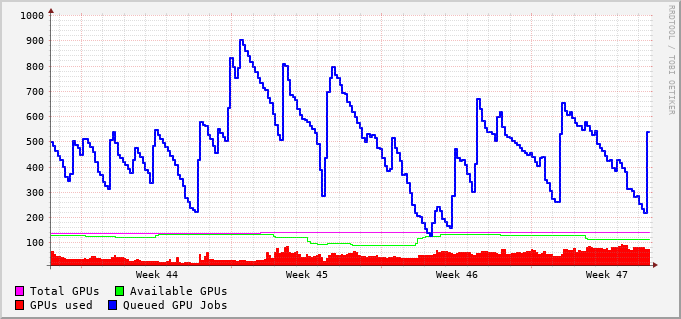 1000
900
800
700
600
500
400
300
200
100
Week 44 Week 45 Week 46 Week 47
Total GPUs Available GPUs
GPUs used Queued GPU Jobs
RRDTOOL / TOBI OETIKER